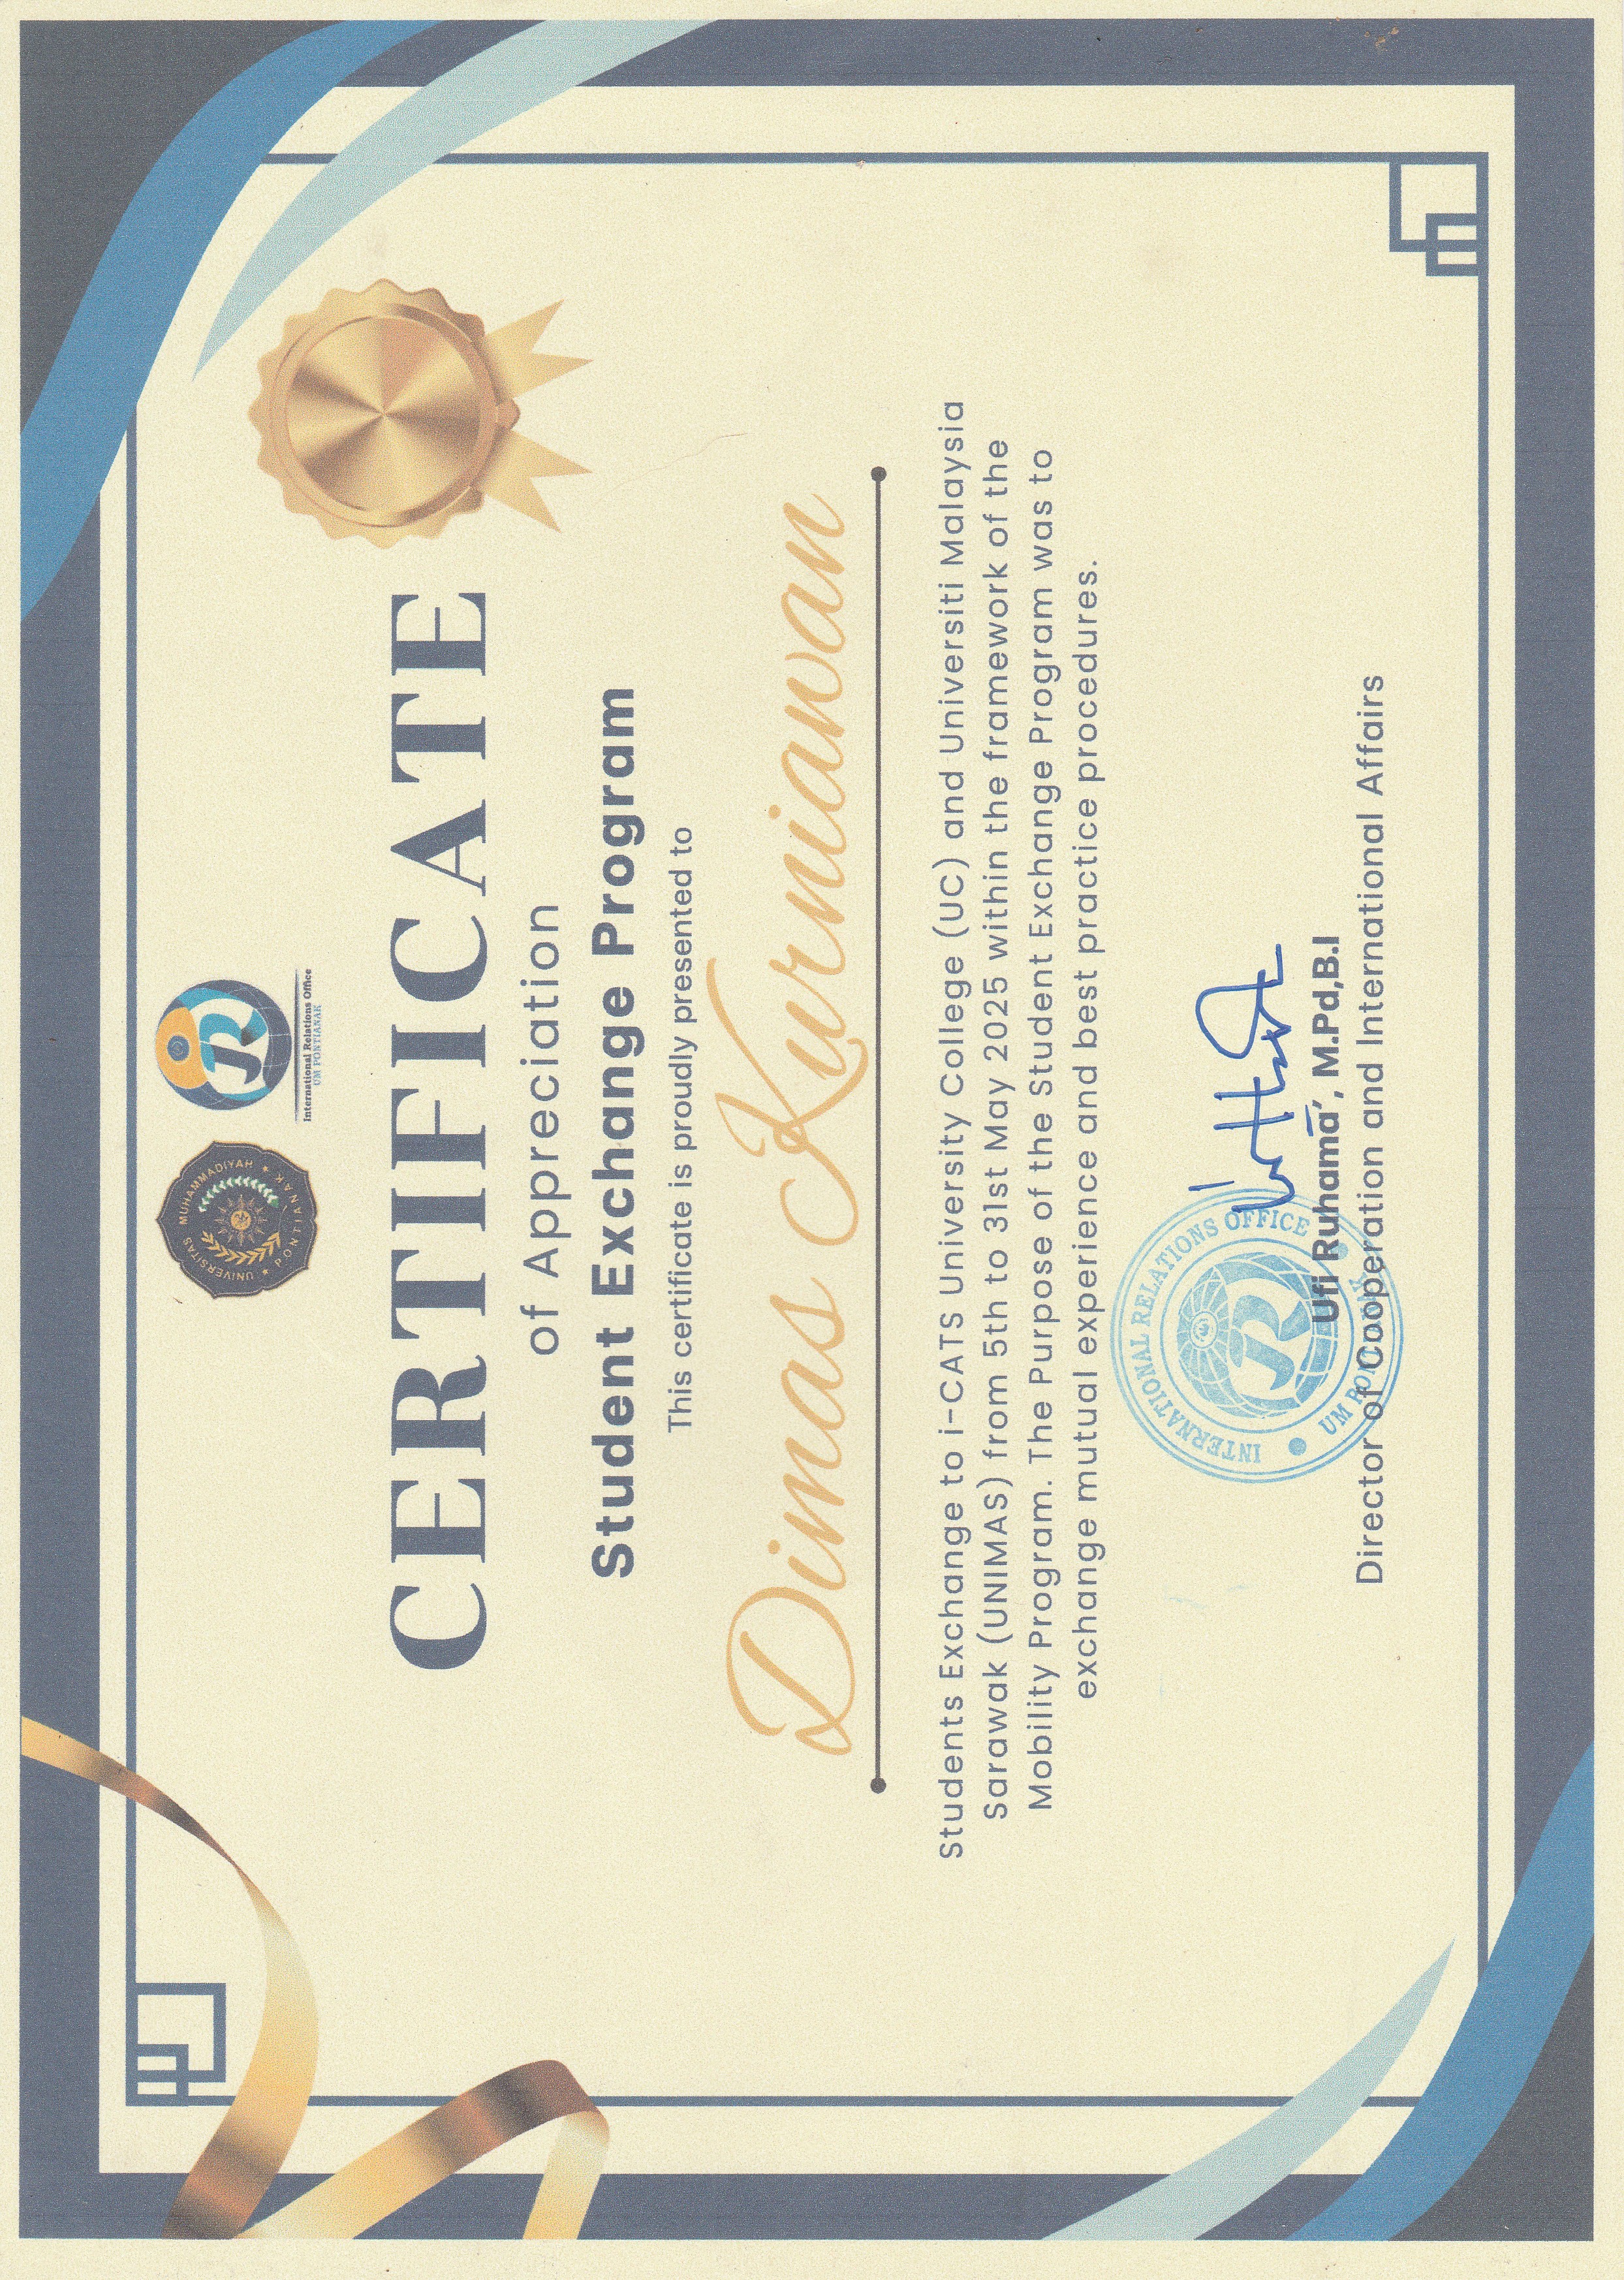 UNIVERSITAS MUHAMMADIYAH
PONTIANAK
International Relations Office
UM PONTIANAK
CERTIFICATE
of Appreciation
Student Exchange Program
This certificate is proudly presented to
Dimas Kurniawan
Students Exchange to i-CATS University College (UC) and Universiti Malaysia
Sarawak (UNIMAS) from 5th to 31st May 2025 within the framework of the
Mobility Program. The Purpose of the Student Exchange Program was to
exchange mutual experience and best practice procedures.
INTERNATIONAL RELATIONS OFFICE
UM PONTIANAK
Ufi Ruhamā', M.Pd,B.I
Director of Cooperation and International Affairs